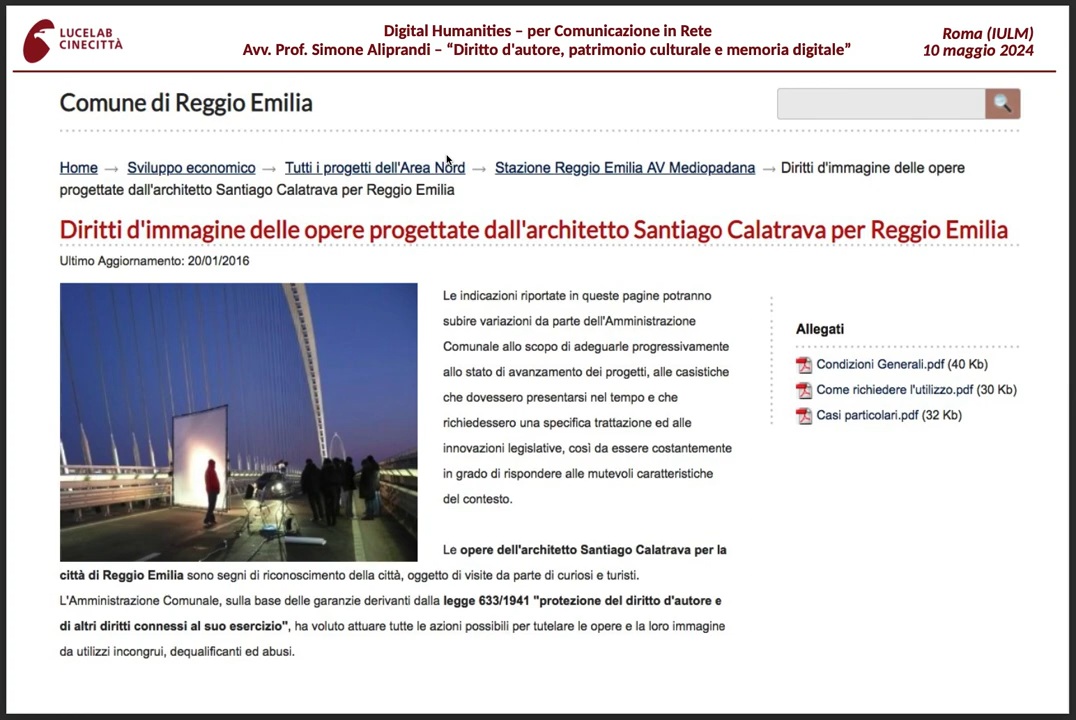 LUCELAB
CINECITTÀ
Digital Humanities – per Comunicazione in Rete
Avv. Prof. Simone Aliprandi – “Diritto d'autore, patrimonio culturale e memoria digitale”
Roma (IULM)
10 maggio 2024
Comune di Reggio Emilia
Home → Sviluppo economico → Tutti i progetti dell'Area Nord → Stazione Reggio Emilia AV Mediopadana → Diritti d'immagine delle opere
progettate dall'architetto Santiago Calatrava per Reggio Emilia
Diritti d'immagine delle opere progettate dall'architetto Santiago Calatrava per Reggio Emilia
Ultimo Aggiornamento: 20/01/2016
Le indicazioni riportate in queste pagine potranno
subire variazioni da parte dell'Amministrazione
Comunale allo scopo di adeguarle progressivamente
allo stato di avanzamento dei progetti, alle casistiche
che dovessero presentarsi nel tempo e che
richiedessero una specifica trattazione ed alle
innovazioni legislative, così da essere costantemente
in grado di rispondere alle mutevoli caratteristiche
del contesto.
Le opere dell'architetto Santiago Calatrava per la
città di Reggio Emilia sono segni di riconoscimento della città, oggetto di visite da parte di curiosi e turisti.
L'Amministrazione Comunale, sulla base delle garanzie derivanti dalla legge 633/1941 "protezione del diritto d'autore e
di altri diritti connessi al suo esercizio", ha voluto attuare tutte le azioni possibili per tutelare le opere e la loro immagine
da utilizzi incongrui, dequalificanti ed abusi.
Allegati
Condizioni Generali.pdf (40 Kb)
Come richiedere l'utilizzo.pdf (30 Kb)
Casi particolari.pdf (32 Kb)